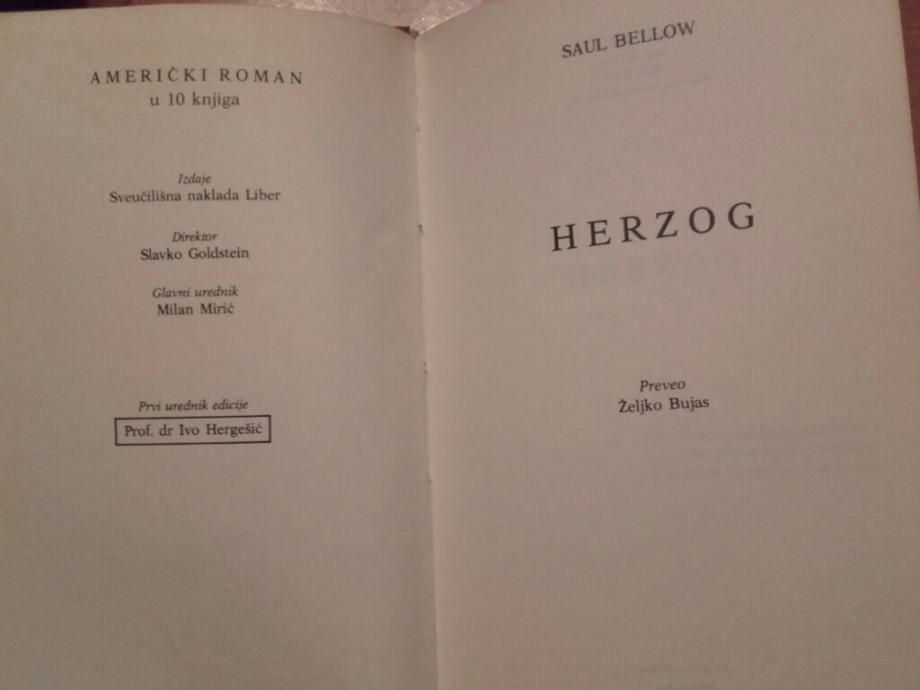 AMERIČKI ROMAN
u 10 knjiga
Izdaje
Sveučilišna naklada Liber
Direktor
Slavko Goldstein
Glavni urednik
Milan Mirić
Prvi urednik edicije
Prof. dr Ivo Hergešić
SAUL BELLOW
HERZOG
Preveo
Željko Bujas